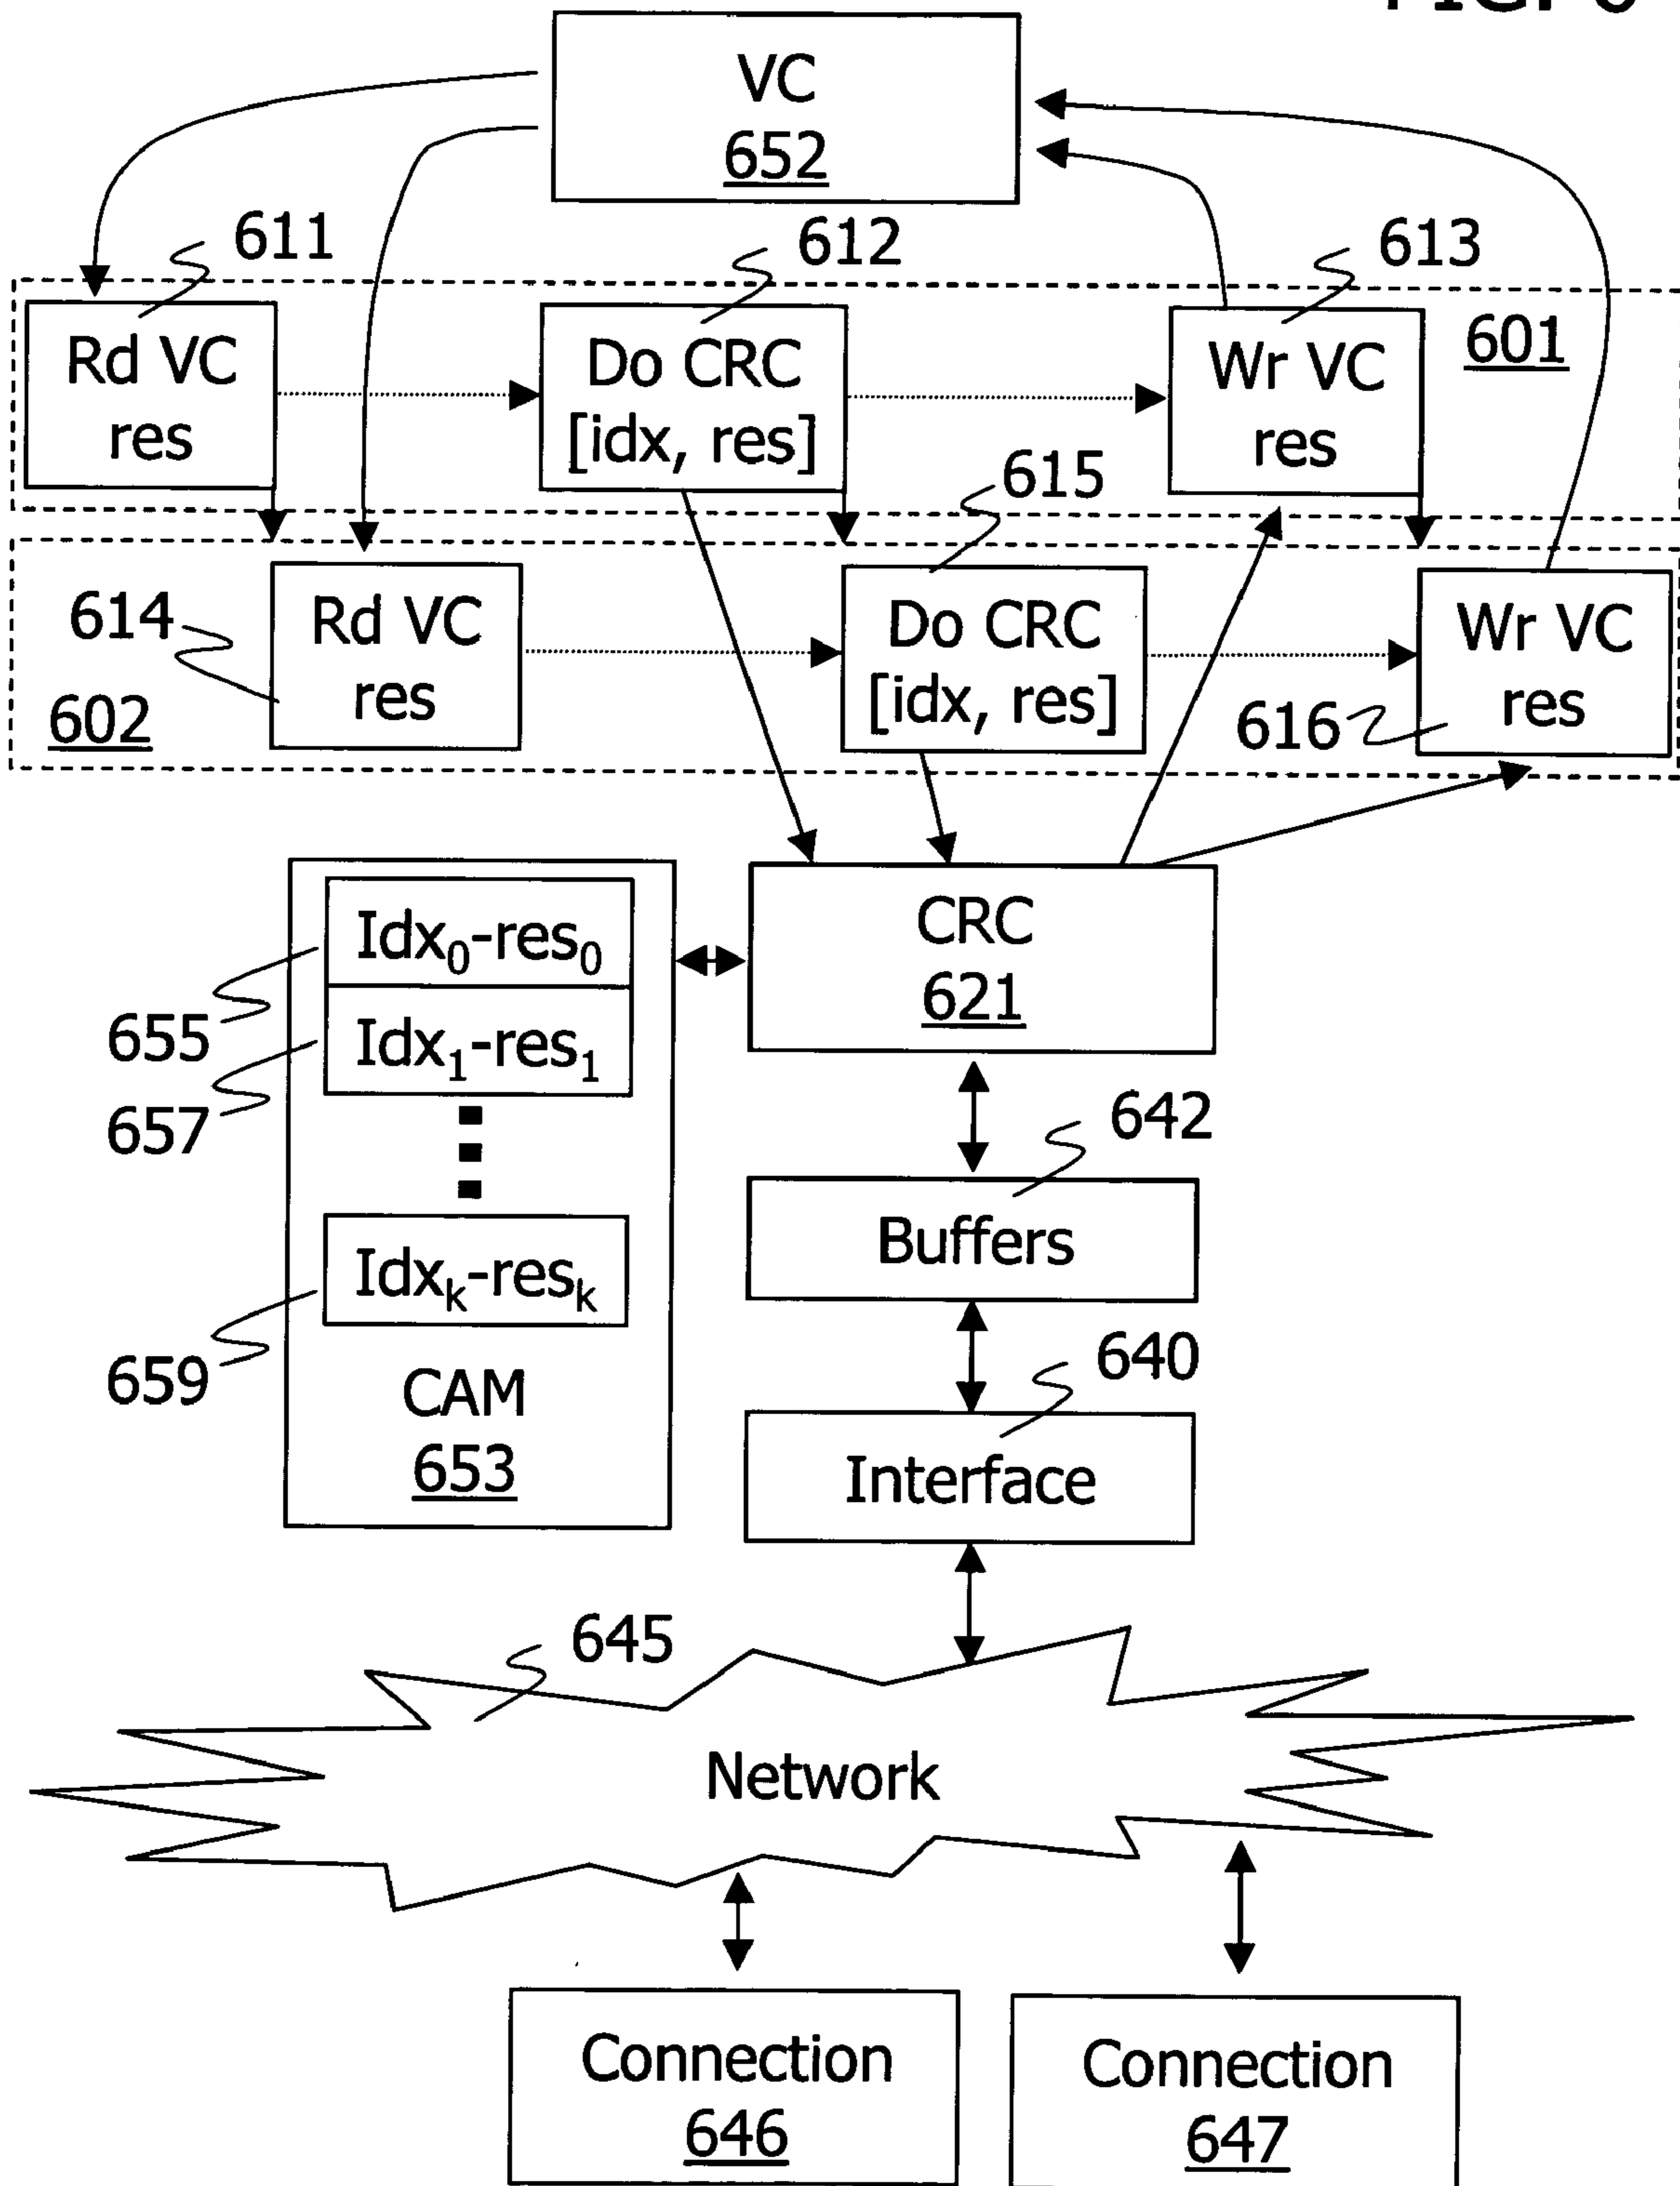 FIG. 6
VC
652
611
612
613
601
Rd VC
res
Do CRC
[idx, res]
Wr VC
res
615
614
602
Rd VC
res
Do CRC
[idx, res]
616
Wr VC
res
Idx0-res0
655
Idx1-res1
657
Idxk-resk
659
CAM
653
CRC
621
642
Buffers
640
Interface
645
Network
Connection
646
Connection
647